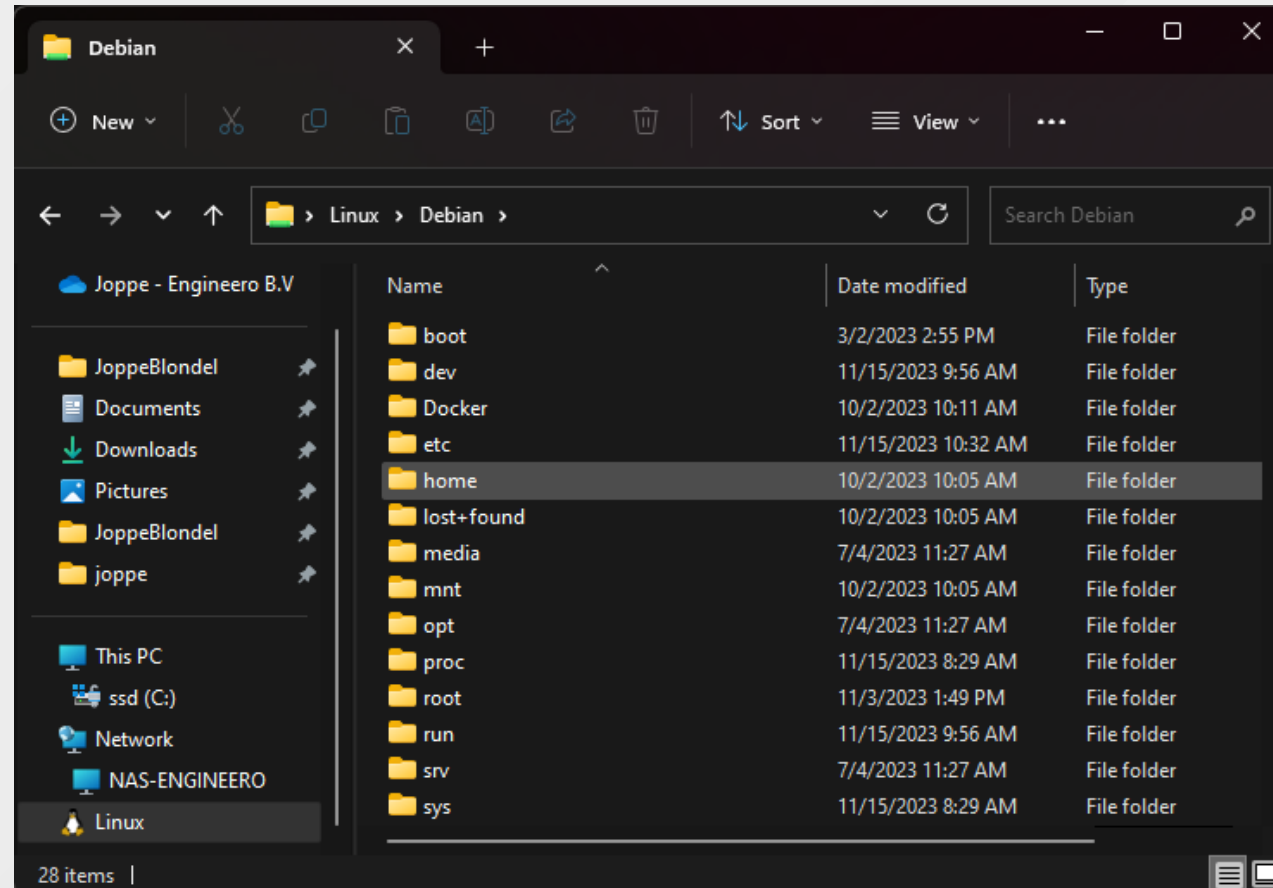 Debian
New
Sort
View
Linux > Debian >
Search Debian
Joppe - Engineero B.V
JoppeBlondel
Documents
Downloads
Pictures
JoppeBlondel
joppe
This PC
ssd (C:)
Network
NAS-ENGINEERO
Linux
Name Date modified Type
boot 3/2/2023 2:55 PM File folder
dev 11/15/2023 9:56 AM File folder
Docker 10/2/2023 10:11 AM File folder
etc 11/15/2023 10:32 AM File folder
home 10/2/2023 10:05 AM File folder
lost+found 10/2/2023 10:05 AM File folder
media 7/4/2023 11:27 AM File folder
mnt 10/2/2023 10:05 AM File folder
opt 7/4/2023 11:27 AM File folder
proc 11/15/2023 8:29 AM File folder
root 11/3/2023 1:49 PM File folder
run 11/15/2023 9:56 AM File folder
srv 7/4/2023 11:27 AM File folder
sys 11/15/2023 8:29 AM File folder
28 items